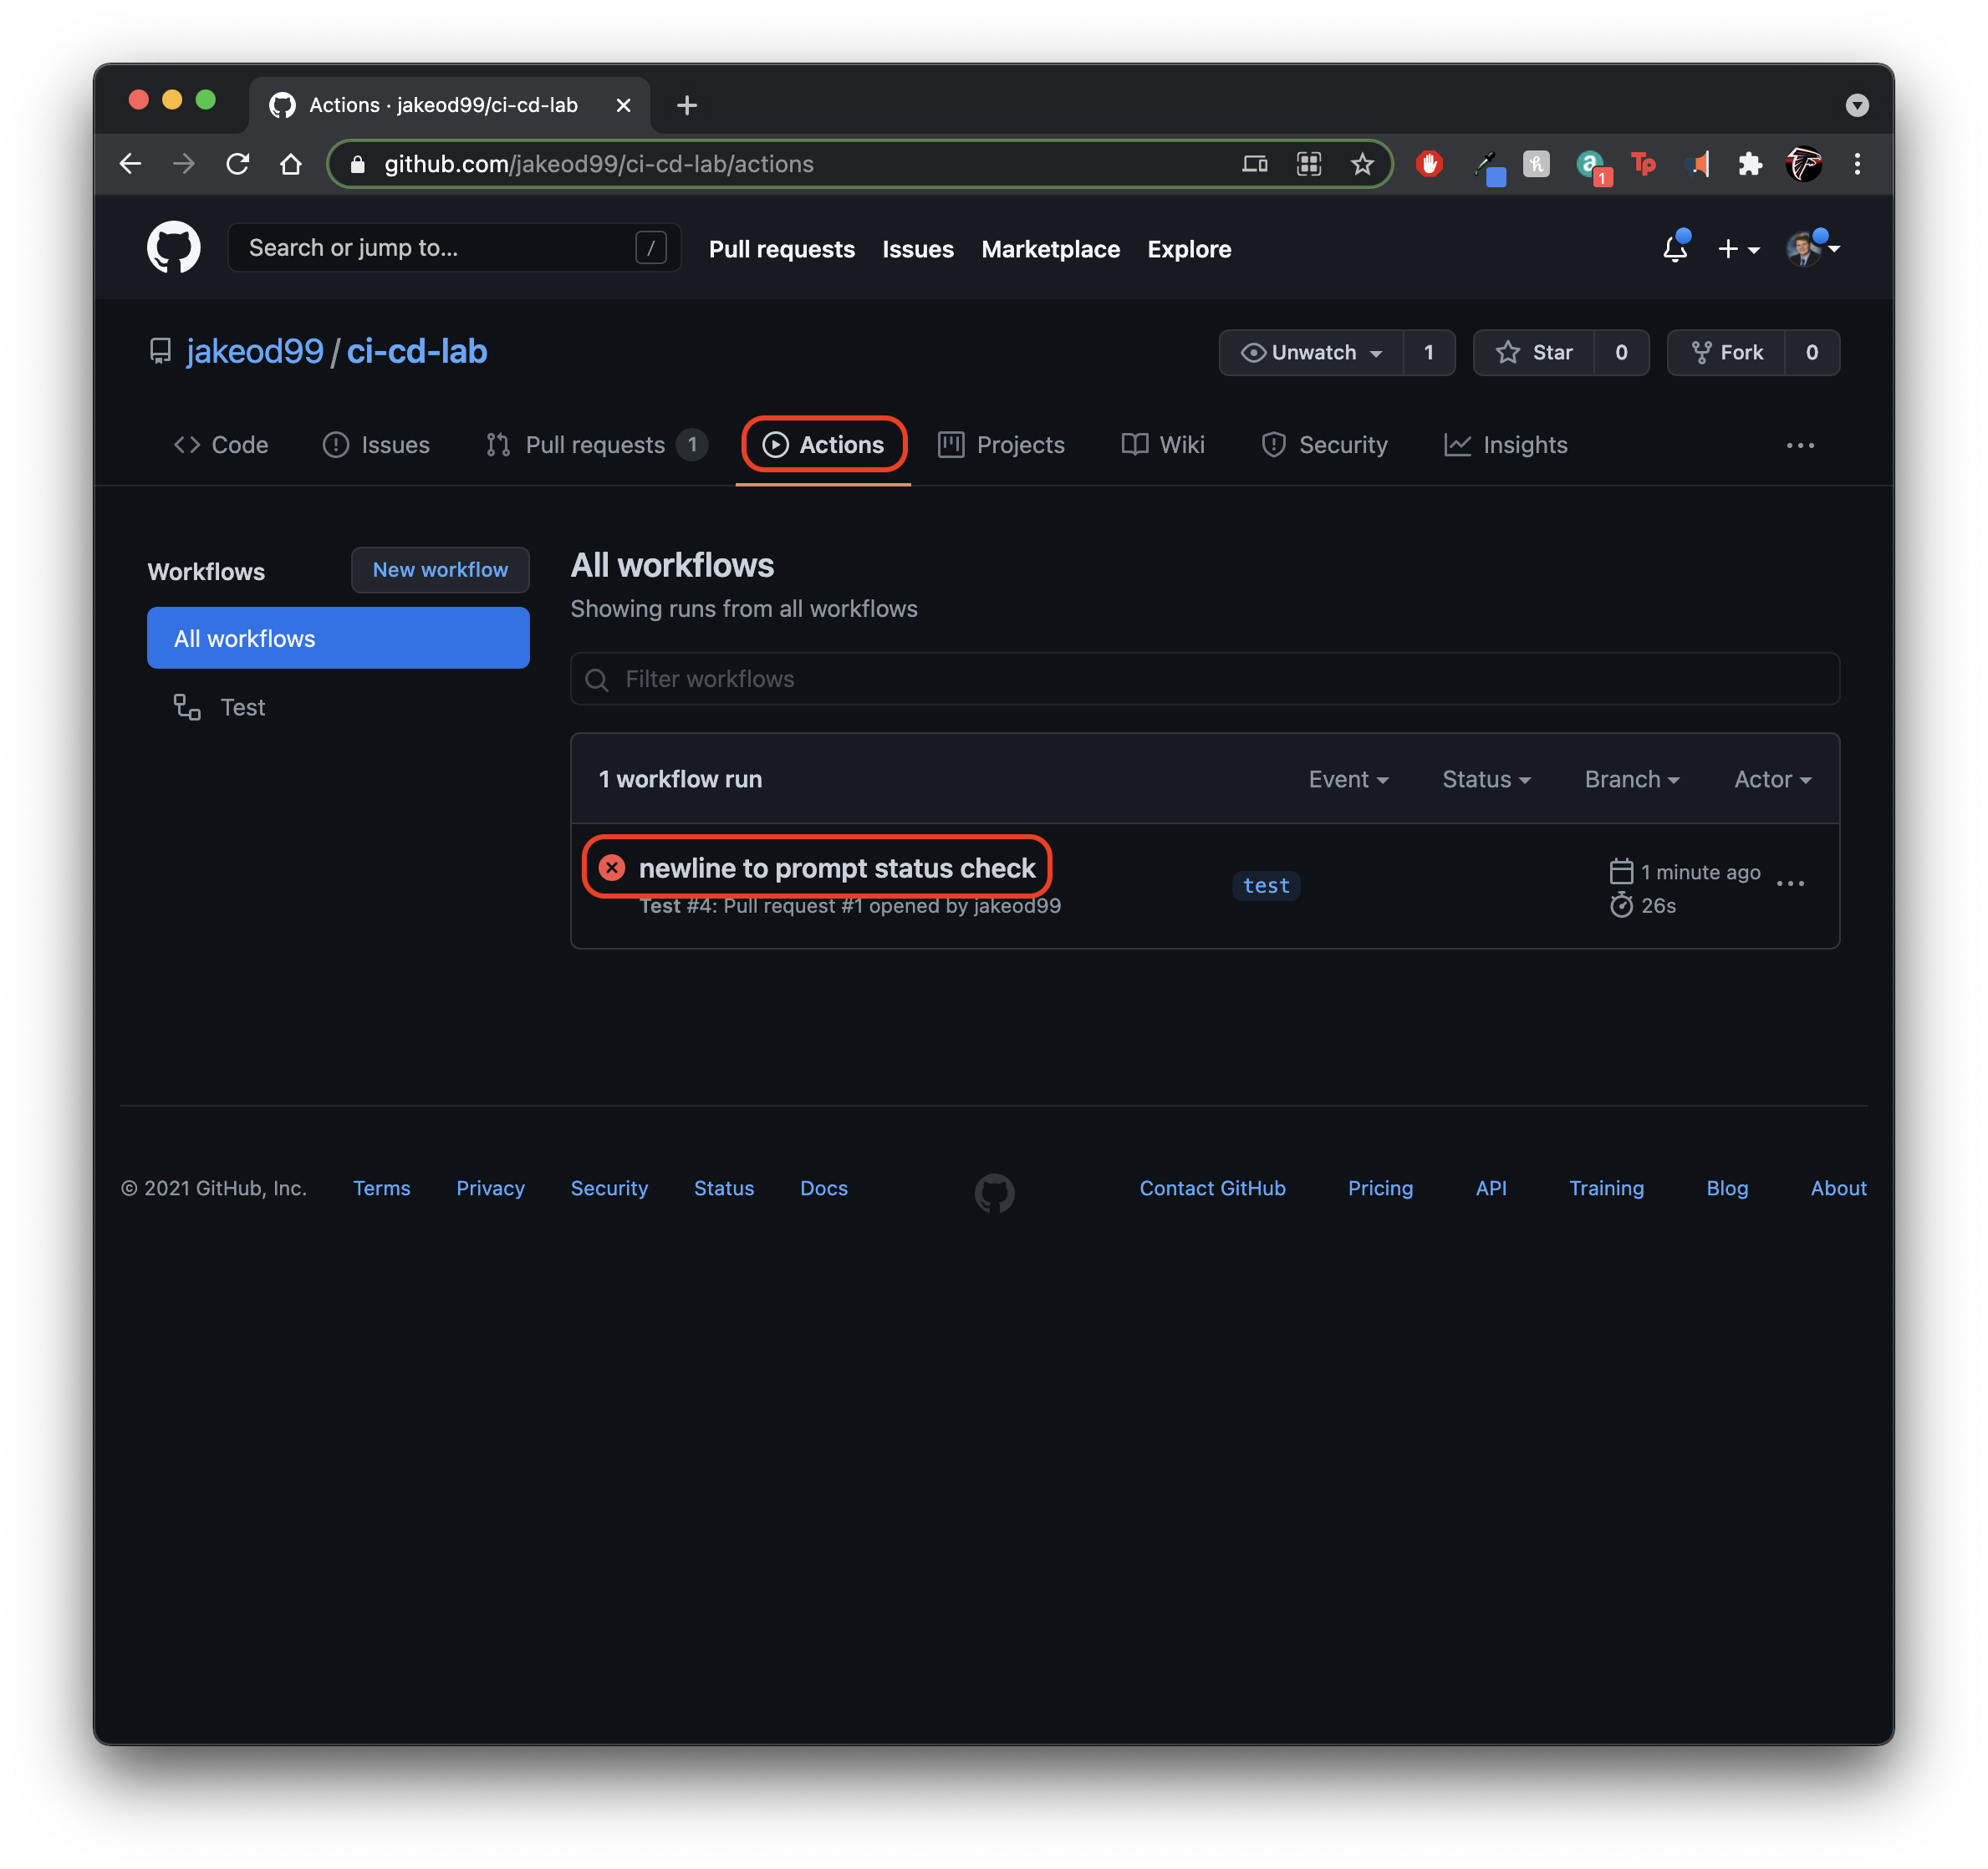 Actions · jakeod99/ci-cd-lab
github.com/jakeod99/ci-cd-lab/actions
1
Tp
Search or jump to... /
Pull requests Issues Marketplace Explore
jakeod99 / ci-cd-lab
Unwatch 1 Star 0 Fork 0
Code Issues Pull requests 1 Actions Projects Wiki Security Insights
Workflows New workflow
All workflows
Test
All workflows
Showing runs from all workflows
Filter workflows
1 workflow run Event Status Branch Actor
newline to prompt status check
Test #4: Pull request #1 opened by jakeod99
test
1 minute ago
26s
© 2021 GitHub, Inc. Terms Privacy Security Status Docs Contact GitHub Pricing API Training Blog About